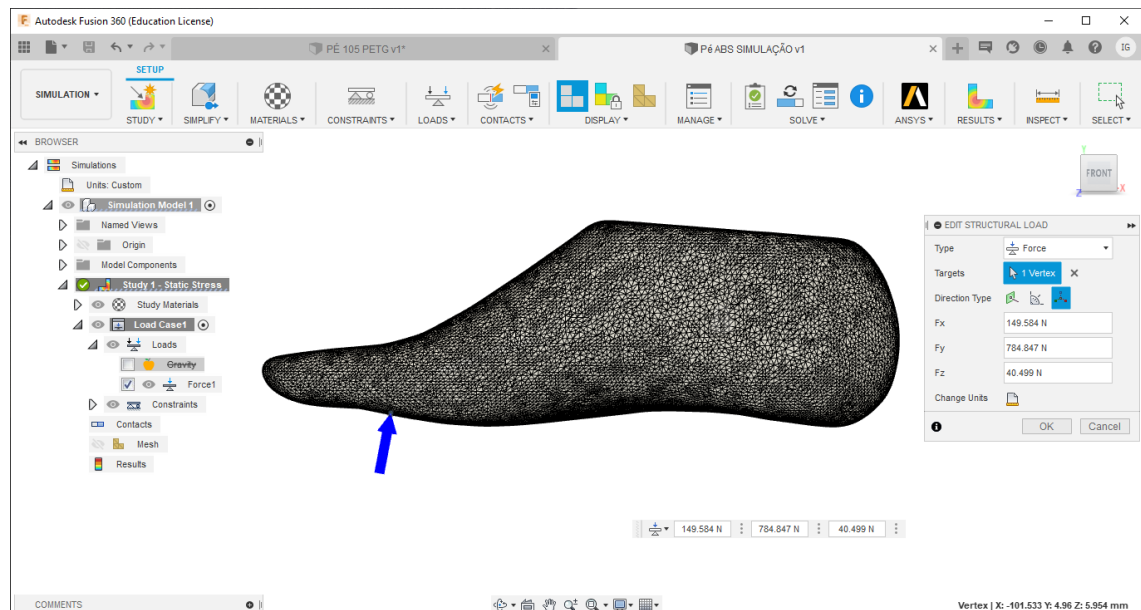 Autodesk Fusion 360 (Education License)
PÉ 105 PETG v1*
Pé ABS SIMULAÇÃO v1
IG
SETUP
SIMULATION
STUDY
SIMPLIFY
MATERIALS
CONSTRAINTS
LOADS
CONTACTS
DISPLAY
MANAGE
SOLVE
ANSYS
RESULTS
INSPECT
SELECT
BROWSER
Simulations
Units: Custom
Simulation Model 1
Named Views
Origin
Model Components
Study 1 - Static Stress
Study Materials
Load Case1
Loads
Gravity
Force1
Constraints
Contacts
Mesh
Results
Y
FRONT
Z
X
EDIT STRUCTURAL LOAD
Type
Force
Targets
1 Vertex
Direction Type
Fx
149.584 N
Fy
784.847 N
Fz
40.499 N
Change Units
OK
Cancel
149.584 N
784.847 N
40.499 N
COMMENTS
Vertex | X: -101.533 Y: 4.96 Z: 5.954 mm